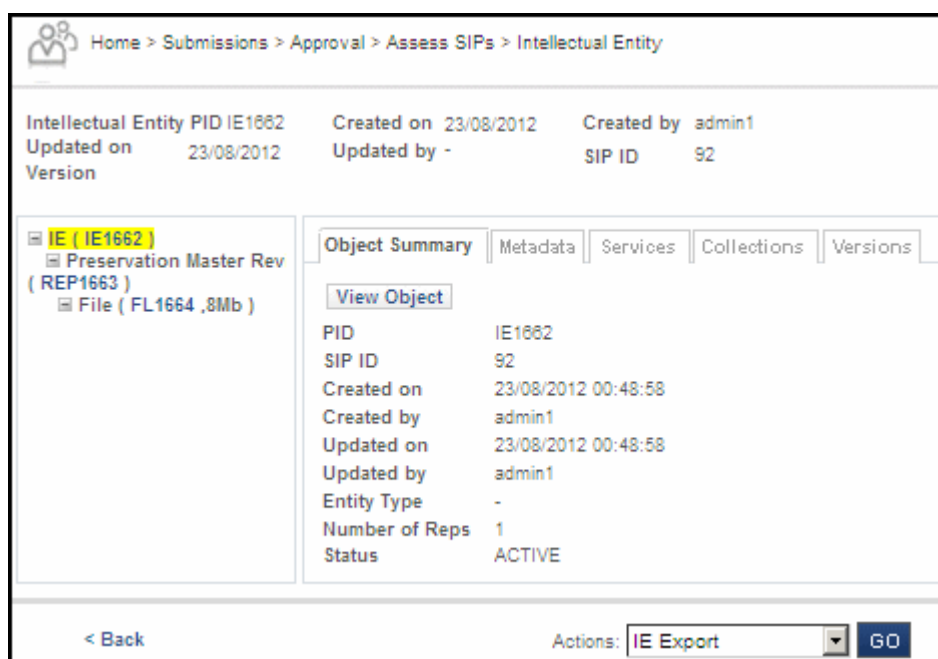 Home > Submissions > Approval > Assess SIPs > Intellectual Entity
Intellectual Entity PID IE1662 Created on 23/08/2012 Created by admin1
Updated on 23/08/2012 Updated by - SIP ID 92
Version
IE ( IE1662 )
Preservation Master Rev
( REP1663 )
File ( FL1664 ,8Mb )
Object Summary Metadata Services Collections Versions
View Object
PID IE1662
SIP ID 92
Created on 23/08/2012 00:48:58
Created by admin1
Updated on 23/08/2012 00:48:58
Updated by admin1
Entity Type -
Number of Reps 1
Status ACTIVE
< Back Actions: IE Export GO